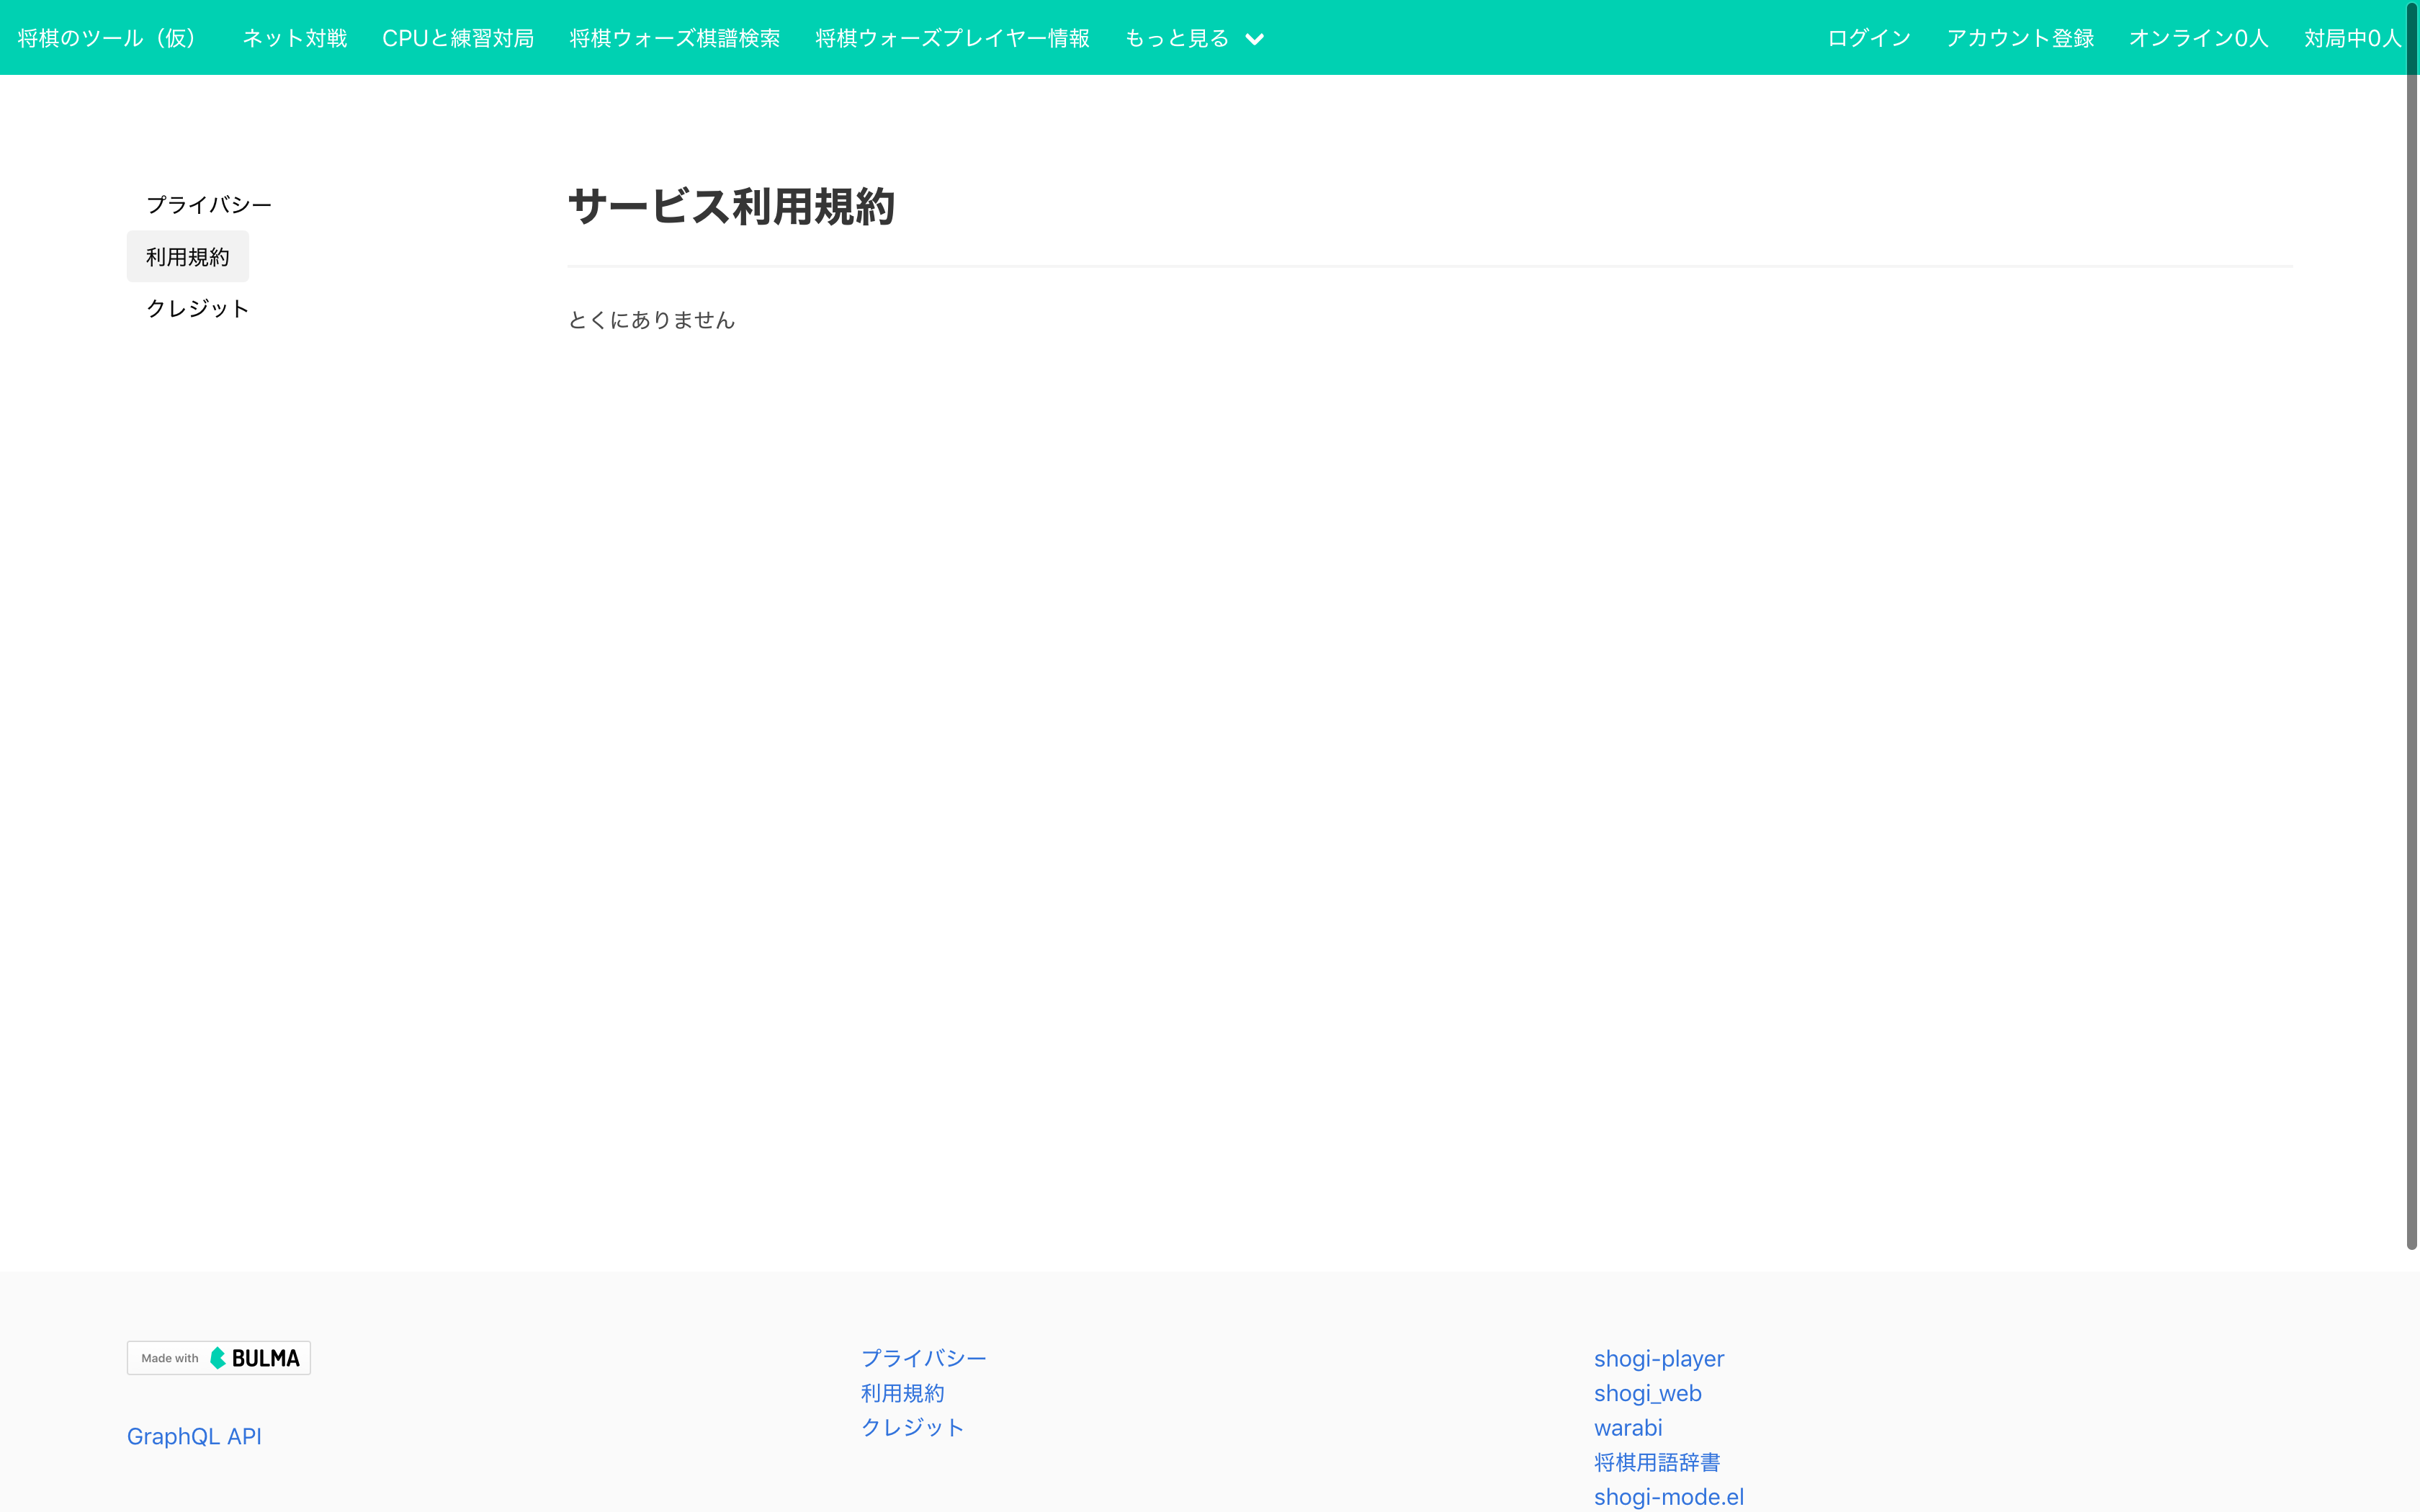 将棋のツール（仮） ネット対戦 CPUと練習対局 将棋ウォーズ棋譜検索 将棋ウォーズプレイヤー情報 もっと見る ログイン アカウント登録 オンライン0人 対局中0人
プライバシー
利用規約
クレジット
サービス利用規約
とくにありません
Made with BULMA
GraphQL API
プライバシー
利用規約
クレジット
shogi-player
shogi_web
warabi
将棋用語辞書
shogi-mode.el